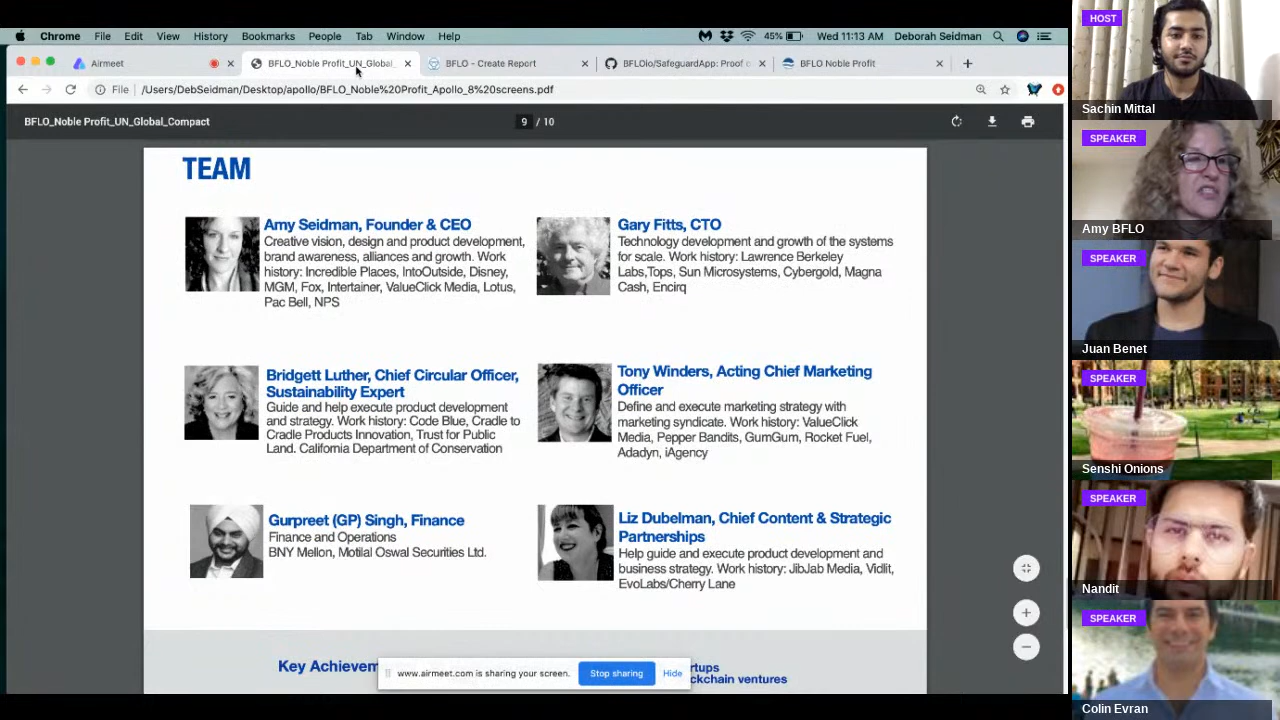 Chrome File Edit View History Bookmarks People Tab Window Help 45% Wed 11:13 AM Deborah Seidman
Airmeet BFLO_Noble Profit_UN_Global_ BFLO - Create Report BFLOio/SafeguardApp: Proof o BFLO Noble Profit
File /Users/DebSeidman/Desktop/apollo/BFLO_Noble%20Profit_Apollo_8%20screens.pdf
BFLO_Noble Profit_UN_Global_Compact 9 / 10
TEAM
Amy Seidman, Founder & CEO
Creative vision, design and product development,
brand awareness, alliances and growth. Work
history: Incredible Places, IntoOutside, Disney,
MGM, Fox, Intertainer, ValueClick Media, Lotus,
Pac Bell, NPS
Gary Fitts, CTO
Technology development and growth of the systems
for scale. Work history: Lawrence Berkeley
Labs,Tops, Sun Microsystems, Cybergold, Magna
Cash, Encirq
Bridgett Luther, Chief Circular Officer,
Sustainability Expert
Guide and help execute product development
and strategy. Work history: Code Blue, Cradle to
Cradle Products Innovation, Trust for Public
Land. California Department of Conservation
Tony Winders, Acting Chief Marketing
Officer
Define and execute marketing strategy with
marketing syndicate. Work history: ValueClick
Media, Pepper Bandits, GumGum, Rocket Fuel,
Adadyn, iAgency
Gurpreet (GP) Singh, Finance
Finance and Operations
BNY Mellon, Motilal Oswal Securities Ltd.
Liz Dubelman, Chief Content & Strategic
Partnerships
Help guide and execute product development and
business strategy. Work history: JibJab Media, Vidlit,
EvoLabs/Cherry Lane
Key Achievem
rtups
ckchain ventures
www.airmeet.com is sharing your screen. Stop sharing Hide
HOST
Sachin Mittal
SPEAKER
Amy BFLO
SPEAKER
Juan Benet
SPEAKER
Senshi Onions
SPEAKER
Nandit
SPEAKER
Colin Evran